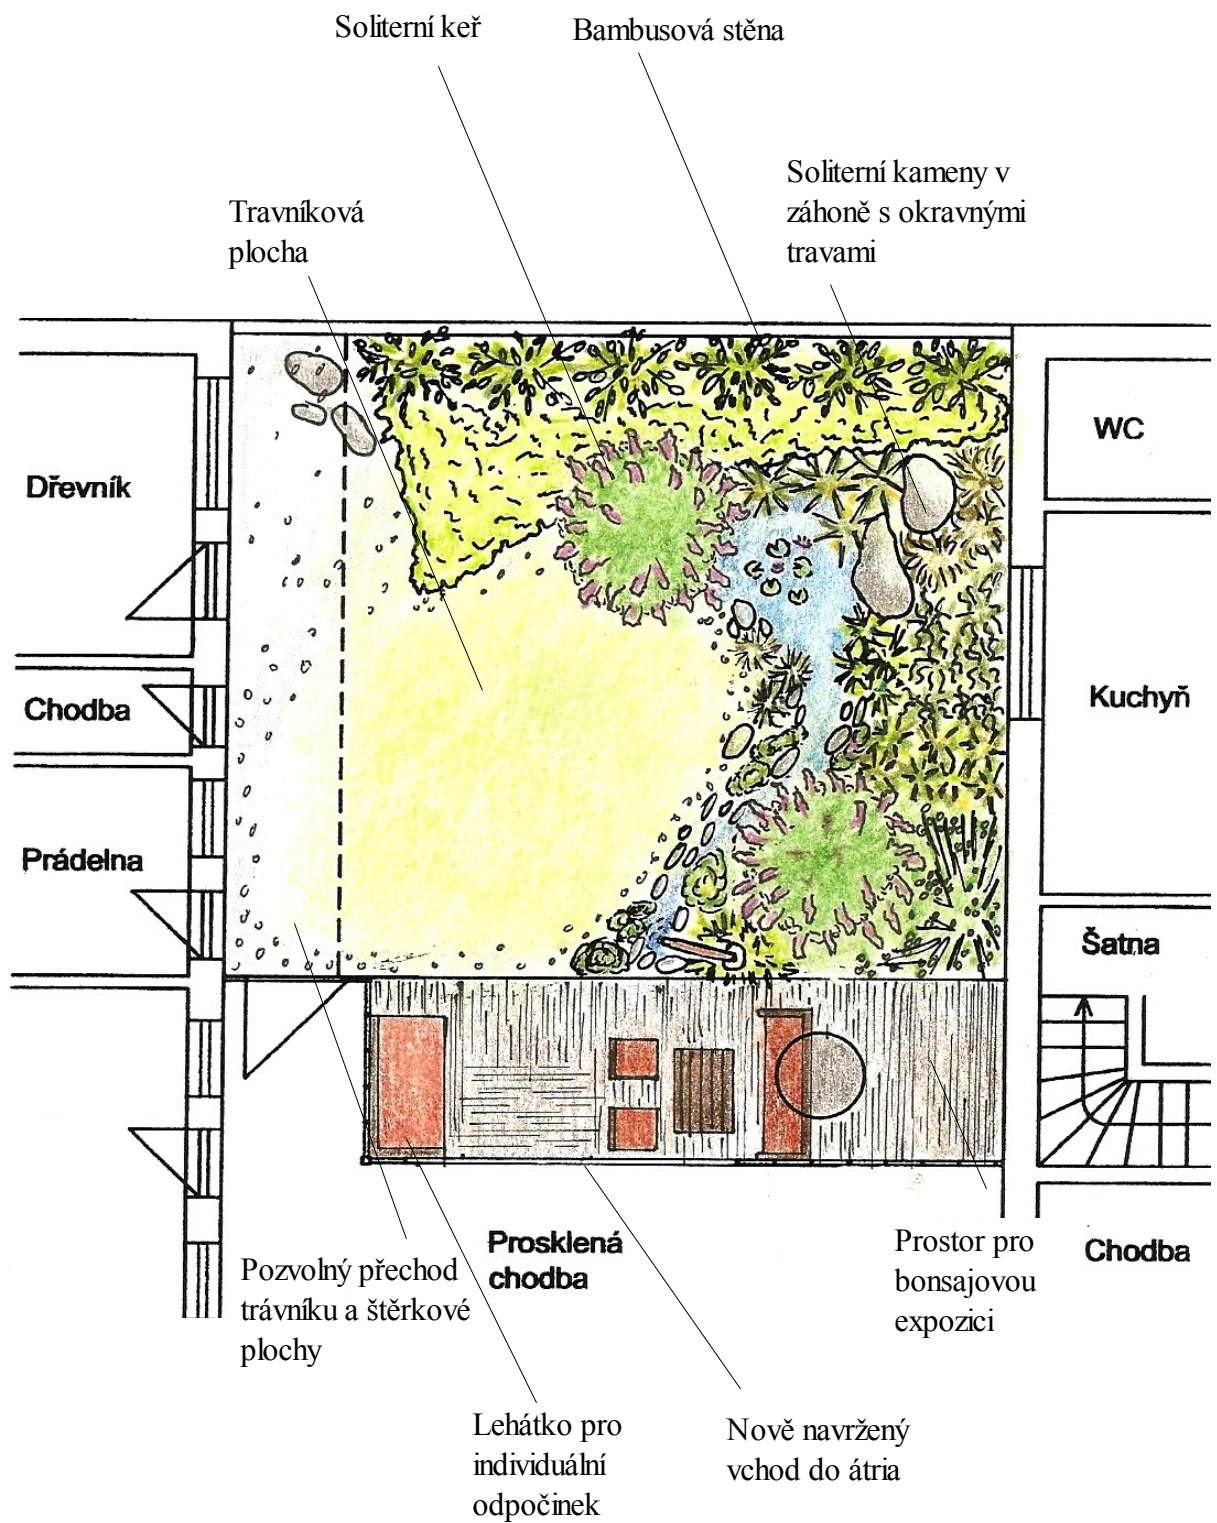 Soliterní keř
Bambusová stěna
Soliterní kameny v
záhoně s okravnými
travami
Travníková
plocha
WC
Dřevník
Kuchyň
Chodba
Prádelna
Šatna
Prosklená
chodba
Prostor pro
bonsajovou
expozici
Chodba
Pozvolný přechod
trávníku a štěrkové
plochy
Lehátko pro
individuální
odpočinek
Nově navržený
vchod do átria